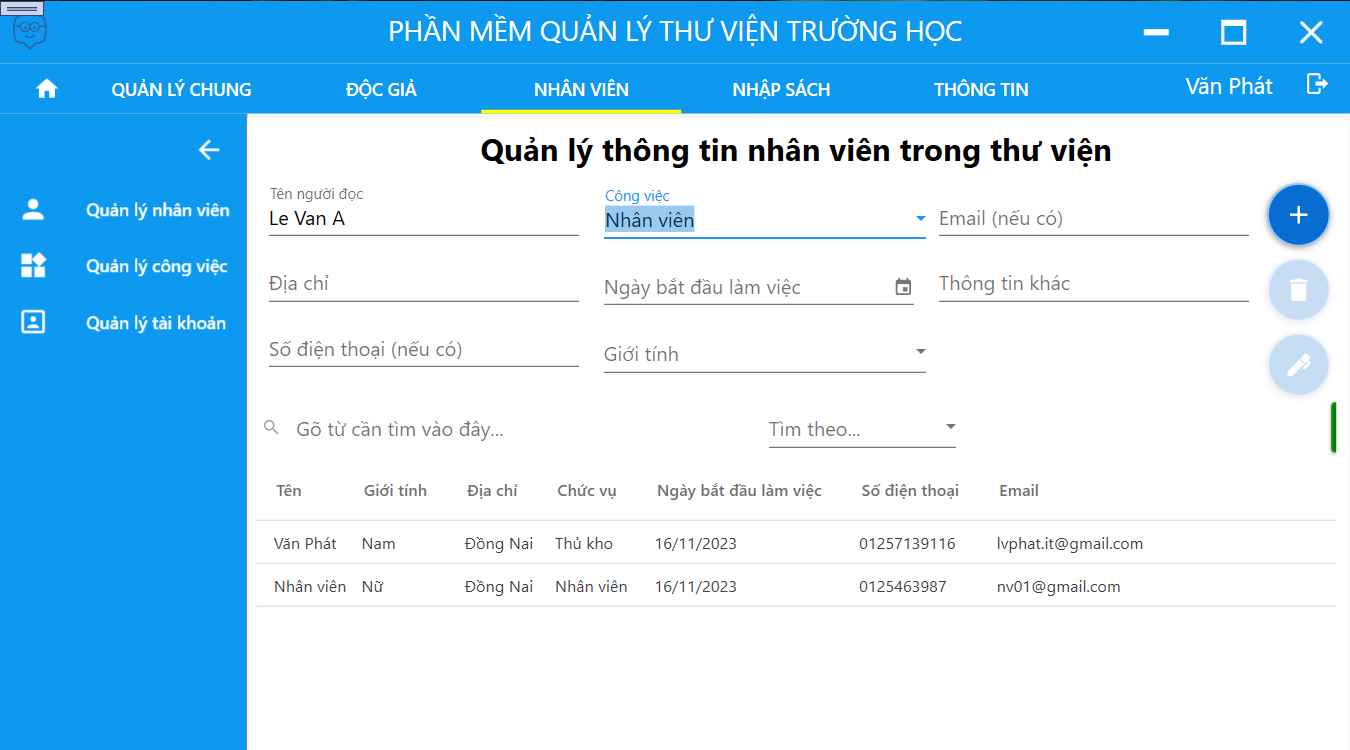 PHẦN MỀM QUẢN LÝ THƯ VIỆN TRƯỜNG HỌC
QUẢN LÝ CHUNG ĐỘC GIẢ NHÂN VIÊN NHẬP SÁCH THÔNG TIN Văn Phát
Quản lý nhân viên
Quản lý công việc
Quản lý tài khoản
Quản lý thông tin nhân viên trong thư viện
Tên người đọc Công việc
Le Van A Nhân viên Email (nếu có)
Địa chỉ Ngày bắt đầu làm việc Thông tin khác
Số điện thoại (nếu có) Giới tính
Gõ từ cần tìm vào đây... Tìm theo...
Tên Giới tính Địa chỉ Chức vụ Ngày bắt đầu làm việc Số điện thoại Email
Văn Phát Nam Đồng Nai Thủ kho 16/11/2023 01257139116 lvphat.it@gmail.com
Nhân viên Nữ Đồng Nai Nhân viên 16/11/2023 0125463987 nv01@gmail.com